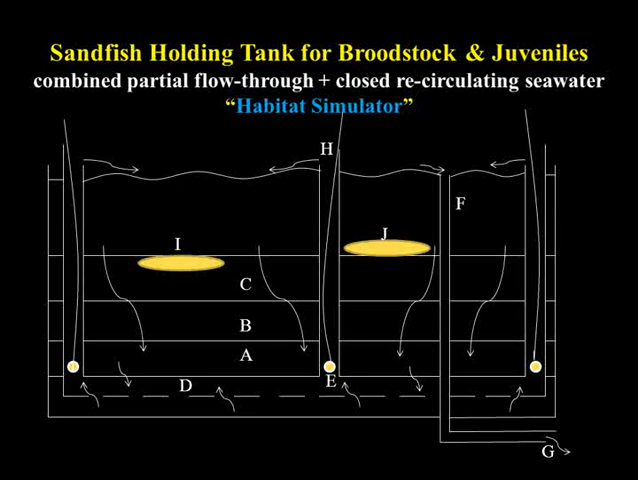 Sandfish Holding Tank for Broodstock & Juveniles
combined partial flow-through + closed re-circulating seawater
“Habitat Simulator”
H
F
I
J
C
B
A
D
E
G